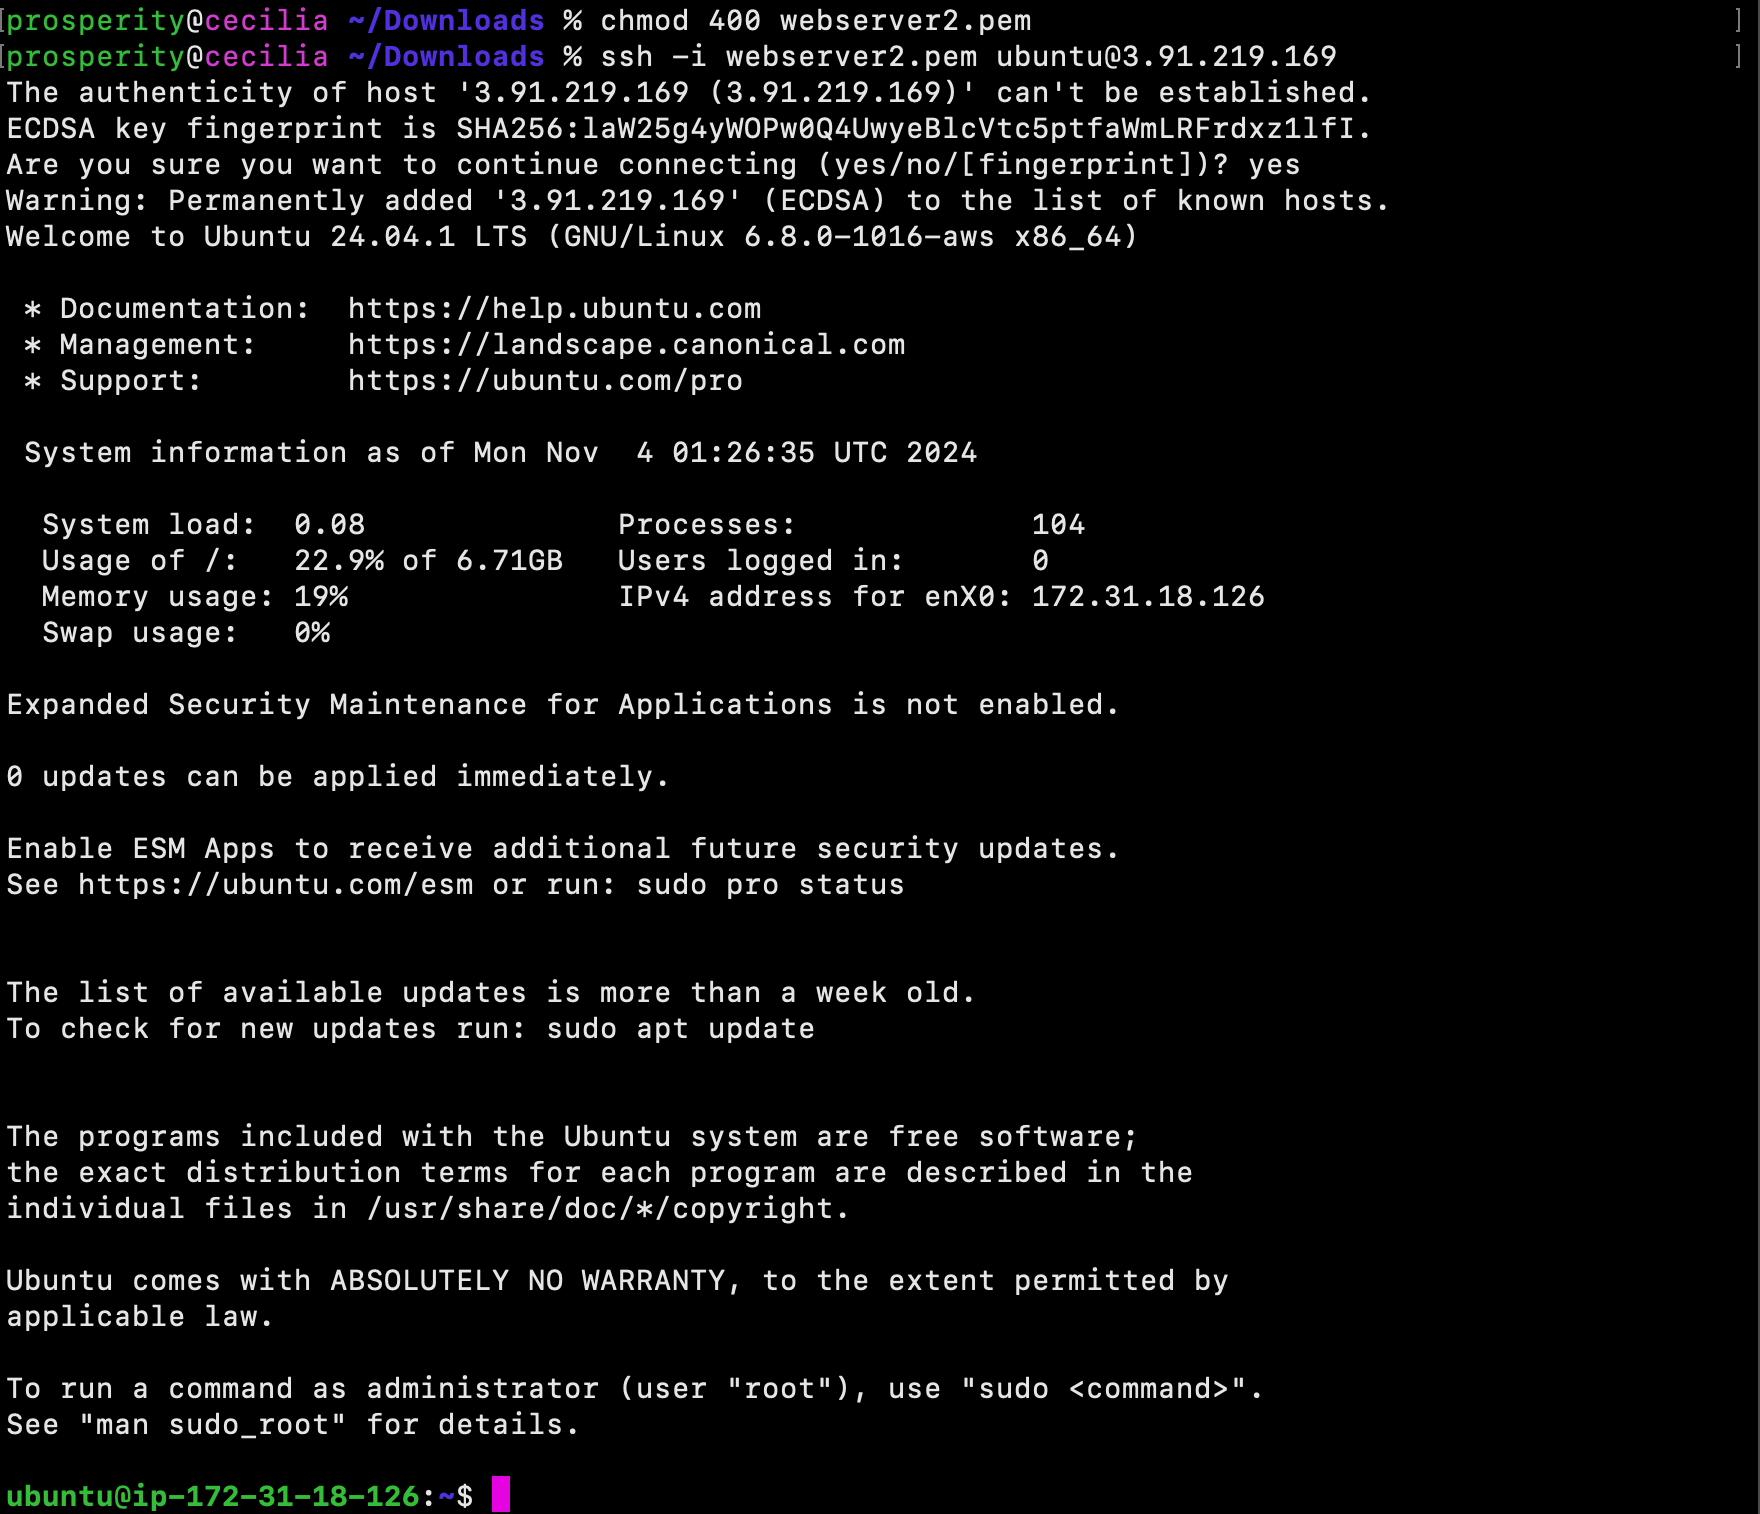 [prosperity@cecilia ~/Downloads % chmod 400 webserver2.pem ]
[prosperity@cecilia ~/Downloads % ssh -i webserver2.pem ubuntu@3.91.219.169 ]
The authenticity of host '3.91.219.169 (3.91.219.169)' can't be established.
ECDSA key fingerprint is SHA256:laW25g4yWOPw0Q4UwyeBlcVtc5ptfaWmLRFrdxz1lfI.
Are you sure you want to continue connecting (yes/no/[fingerprint])? yes
Warning: Permanently added '3.91.219.169' (ECDSA) to the list of known hosts.
Welcome to Ubuntu 24.04.1 LTS (GNU/Linux 6.8.0-1016-aws x86_64)
* Documentation:  https://help.ubuntu.com
* Management:     https://landscape.canonical.com
* Support:        https://ubuntu.com/pro
System information as of Mon Nov  4 01:26:35 UTC 2024
System load:  0.08              Processes:             104
Usage of /:   22.9% of 6.71GB   Users logged in:       0
Memory usage: 19%               IPv4 address for enX0: 172.31.18.126
Swap usage:   0%
Expanded Security Maintenance for Applications is not enabled.
0 updates can be applied immediately.
Enable ESM Apps to receive additional future security updates.
See https://ubuntu.com/esm or run: sudo pro status
The list of available updates is more than a week old.
To check for new updates run: sudo apt update
The programs included with the Ubuntu system are free software;
the exact distribution terms for each program are described in the
individual files in /usr/share/doc/*/copyright.
Ubuntu comes with ABSOLUTELY NO WARRANTY, to the extent permitted by
applicable law.
To run a command as administrator (user "root"), use "sudo <command>".
See "man sudo_root" for details.
ubuntu@ip-172-31-18-126:~$